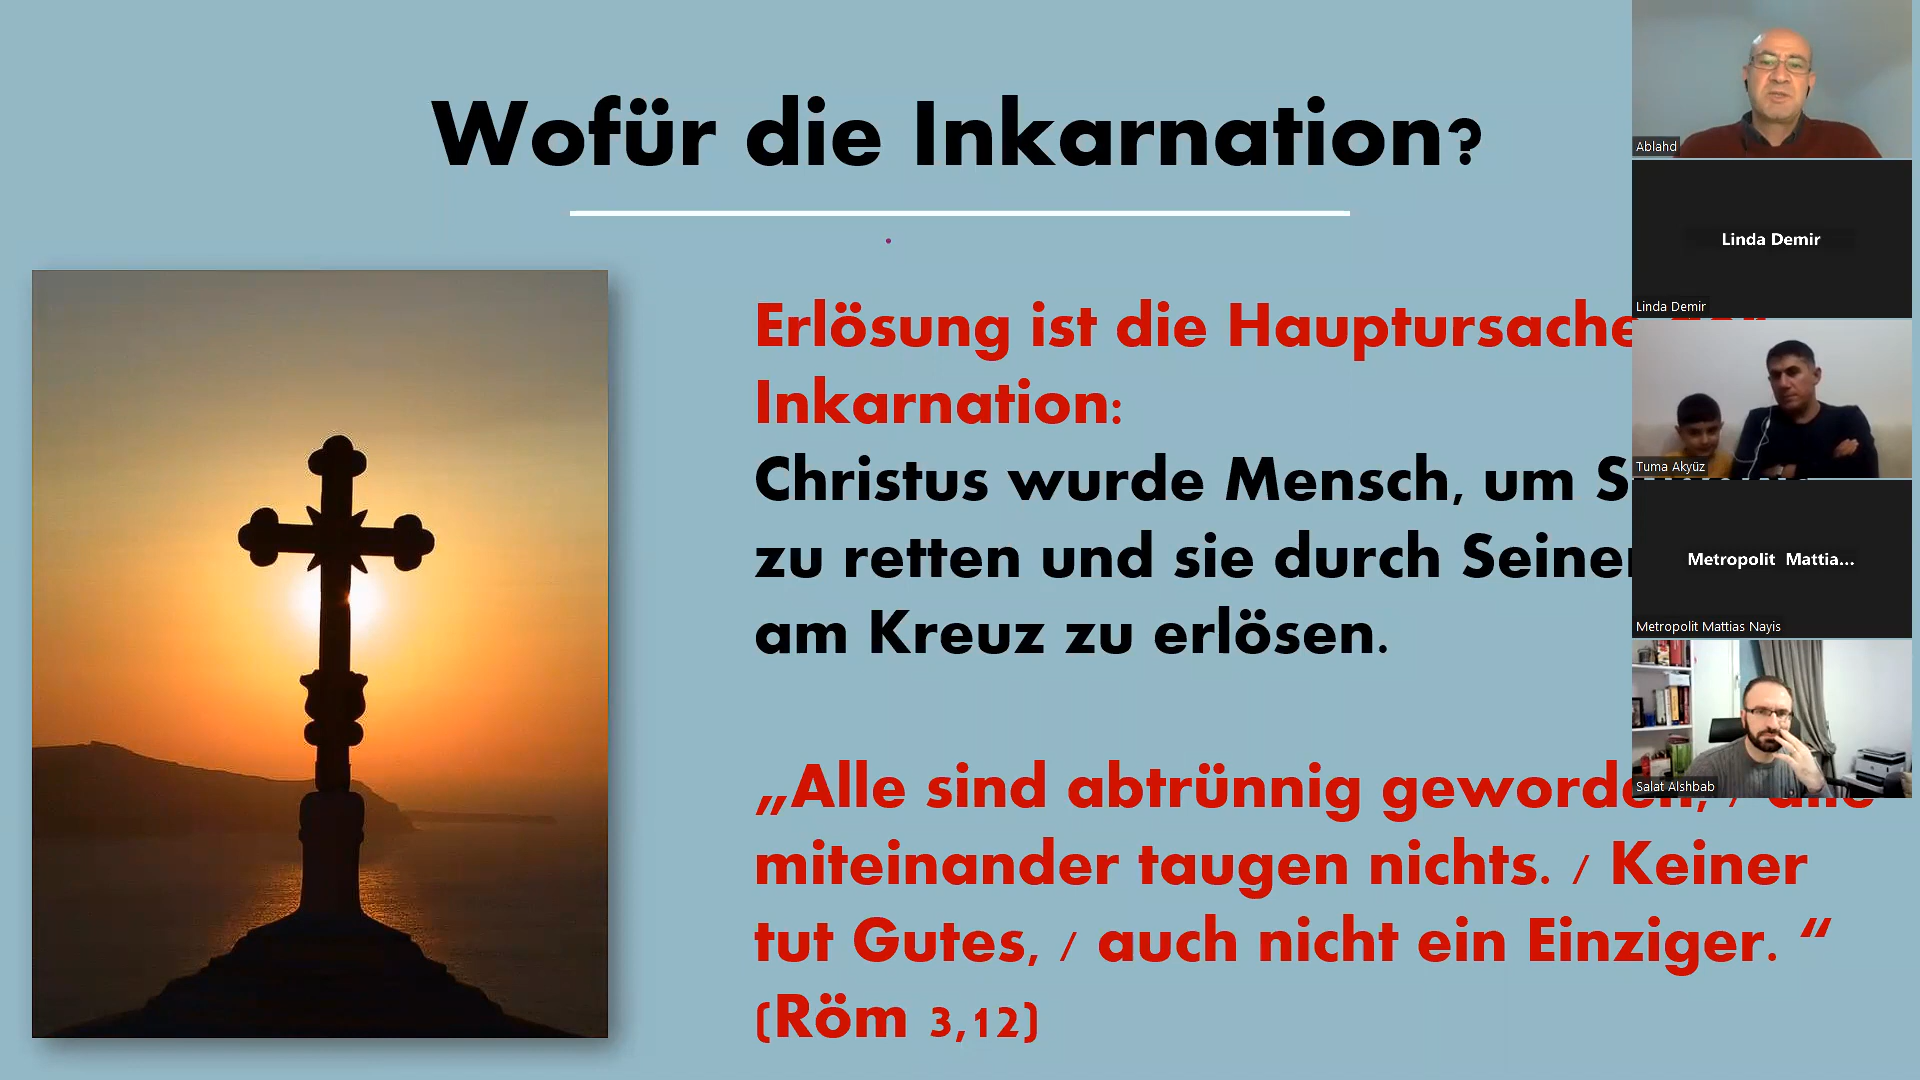 Wofür die Inkarnation?
Erlösung ist die Hauptursache der
Inkarnation:
Christus wurde Mensch, um
zu retten und sie durch
am Kreuz zu erlösen.
„Alle sind abtrünnig geworden, / alle
miteinander taugen nichts. / Keiner
tut Gutes, / auch nicht ein Einziger. “
(Röm 3,12)
Ablahd
Linda Demir
Linda Demir
Tuma Akyüz
Metropolit Mattia...
Metropolit Mattias Nayis
Salat Alshbab